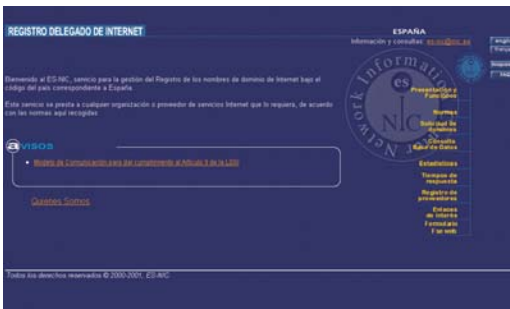 REGISTRO DELEGADO DE INTERNET
ESPAÑA
Información y consultas: es-nic@nic.es
Bienvenido al ES-NIC, servicio para la gestión del Registro de los nombres de dominio de Internet bajo el
código del país correspondiente a España.
Este servicio se presta a cualquier organización o proveedor de servicios Internet que lo requiera, de acuerdo
con las normas aquí recogidas
avisos
Modelo de Comunicación para dar cumplimiento al Artículo 9 de la LSSI
Quienes Somos
es
NIC
Network Information Center
Presentación y
Funciones
Normas
Solicitud de
dominios
Consulta
Base de Datos
Estadísticas
Tiempos de
respuesta
Registro de
proveedores
Enlaces
de interés
Formulario
Fax web
Todos los derechos reservados © 2000-2001, ES-NIC